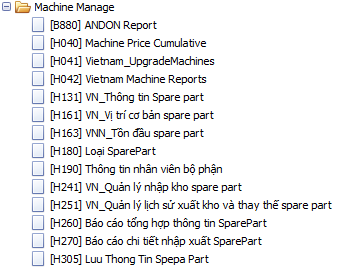 Machine Manage
[B880] ANDON Report
[H040] Machine Price Cumulative
[H041] Vietnam_UpgradeMachines
[H042] Vietnam Machine Reports
[H131] VN_Thông tin Spare part
[H161] VN_Vị trí cơ bản spare part
[H163] VNN_Tồn đầu spare part
[H180] Loại SparePart
[H190] Thông tin nhân viên bộ phận
[H241] VN_Quản lý nhập kho spare part
[H251] VN_Quản lý lịch sử xuất kho và thay thế spare part
[H260] Báo cáo tổng hợp thông tin SparePart
[H270] Báo cáo chi tiết nhập xuất SparePart
[H305] Luu Thong Tin Spepa Part